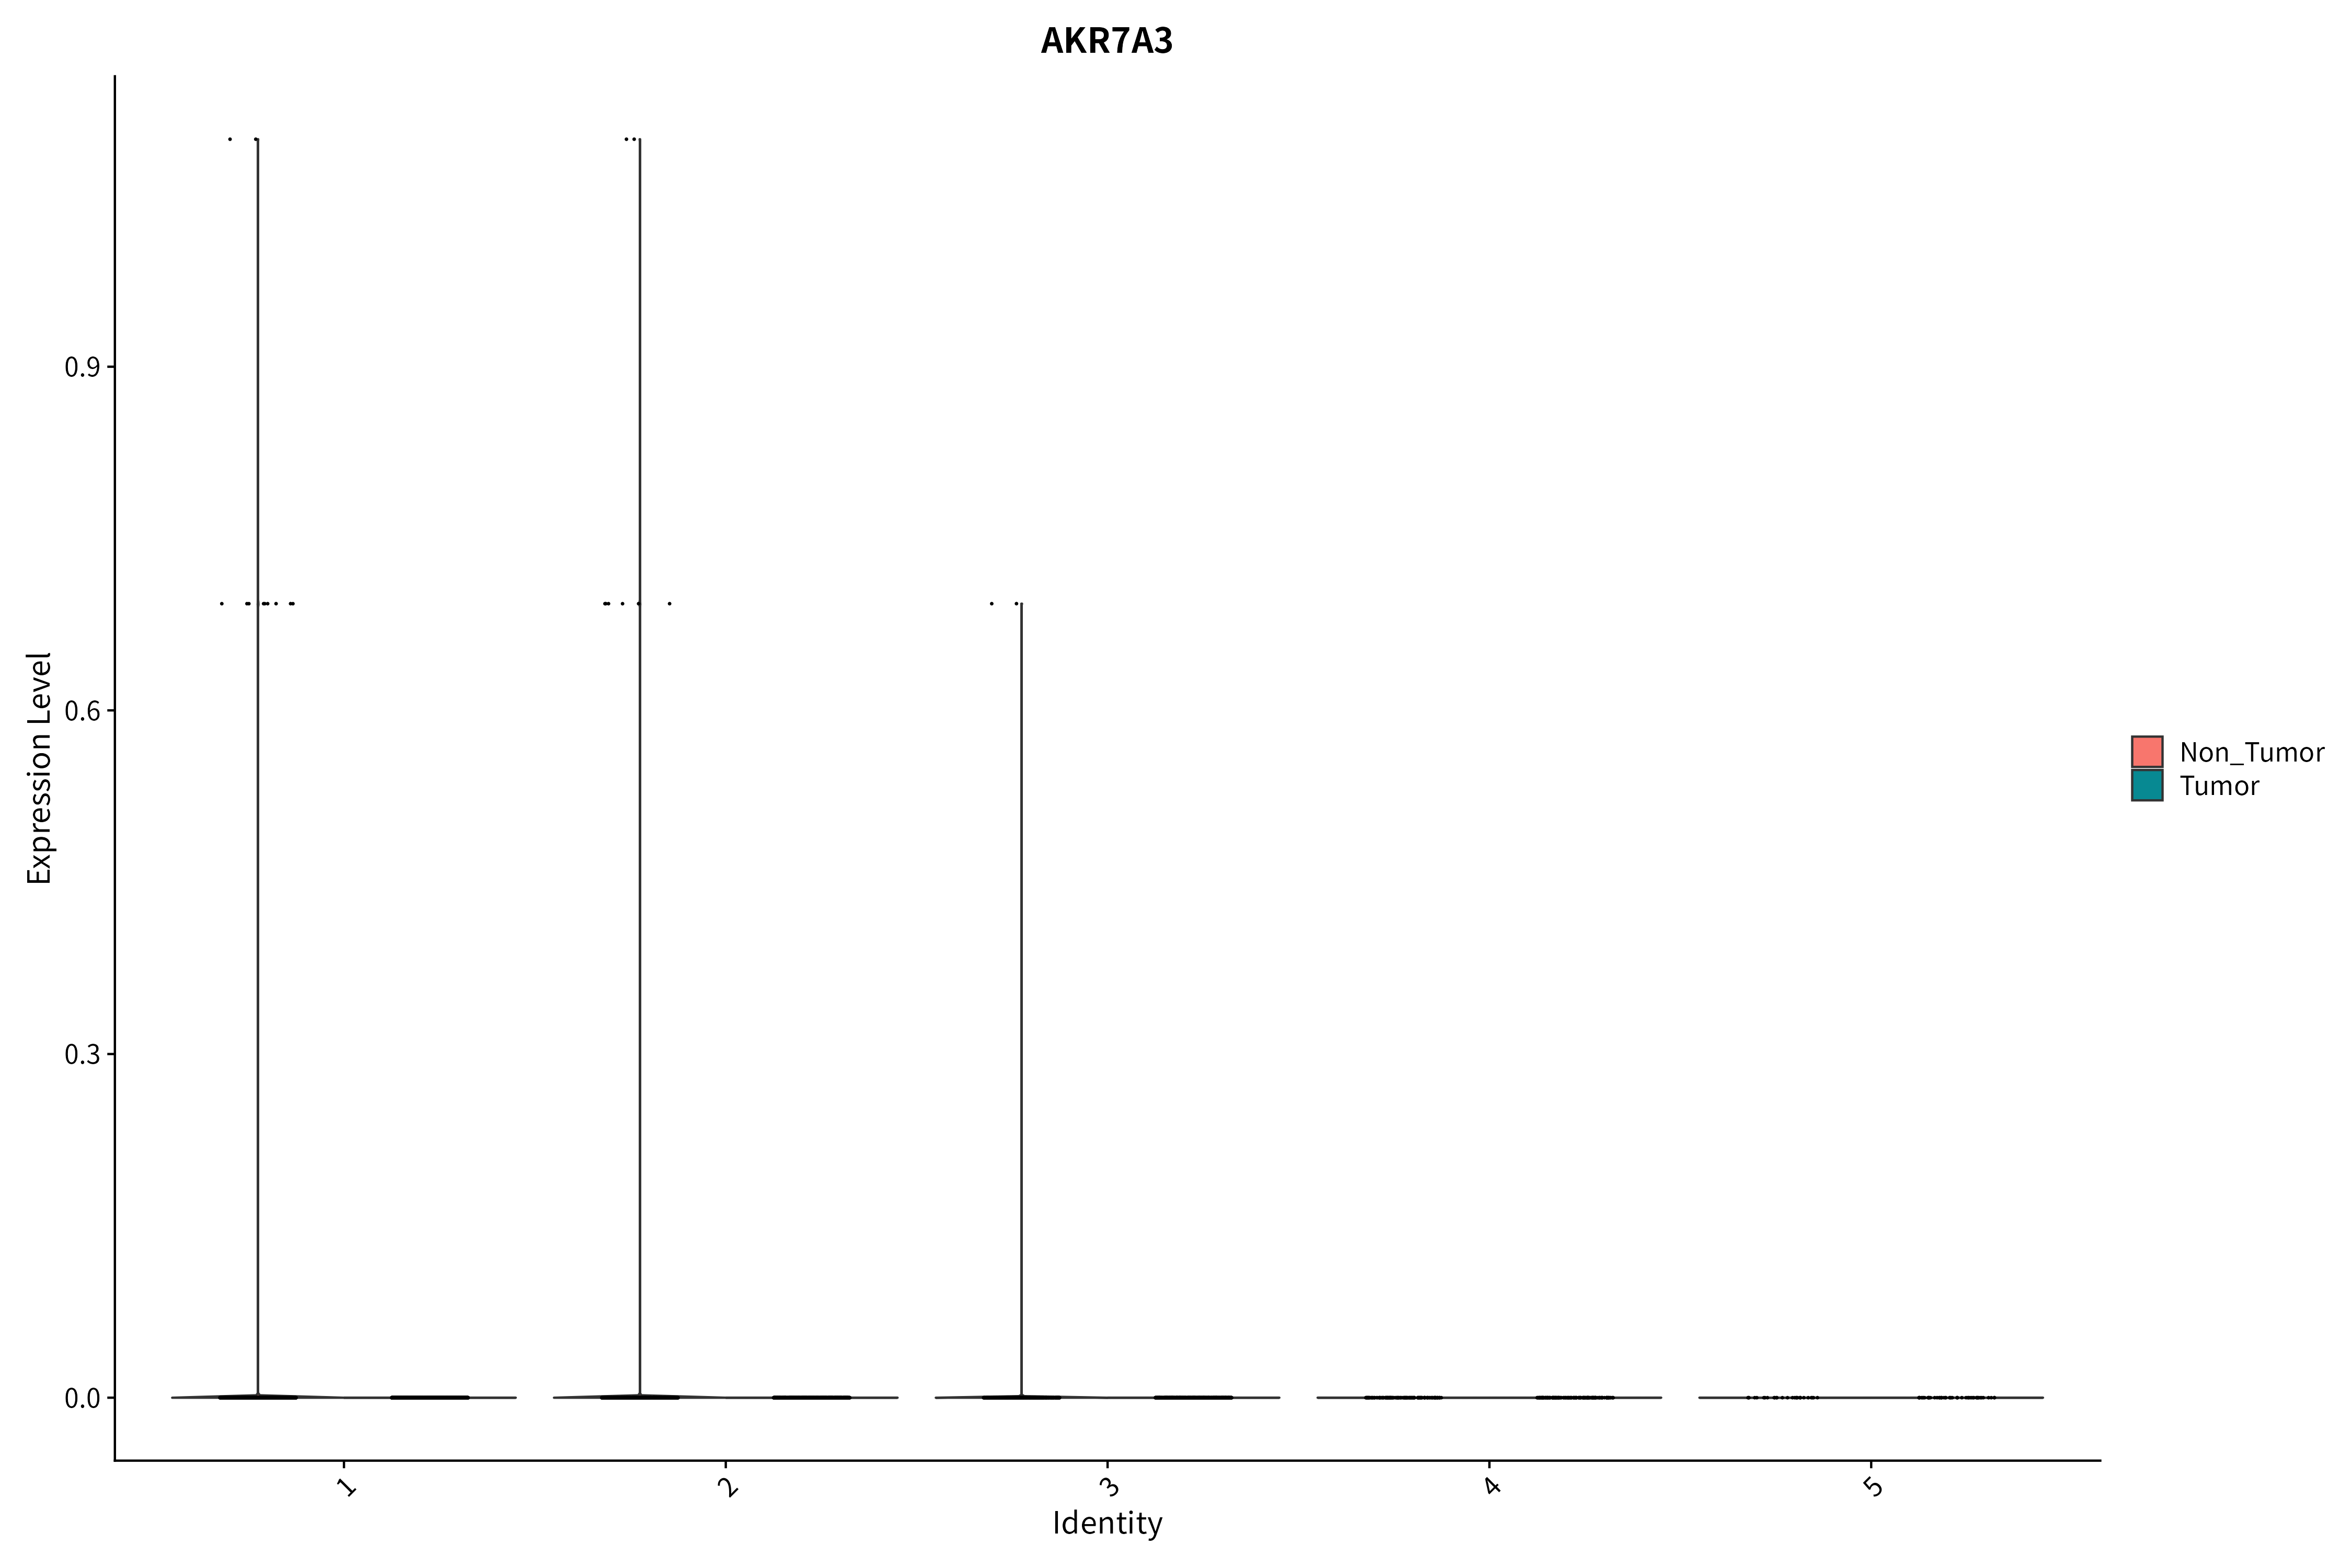 AKR7A3
Expression Level
0.9
0.6
0.3
0.0
1
2
3
4
5
Identity
Non_Tumor
Tumor